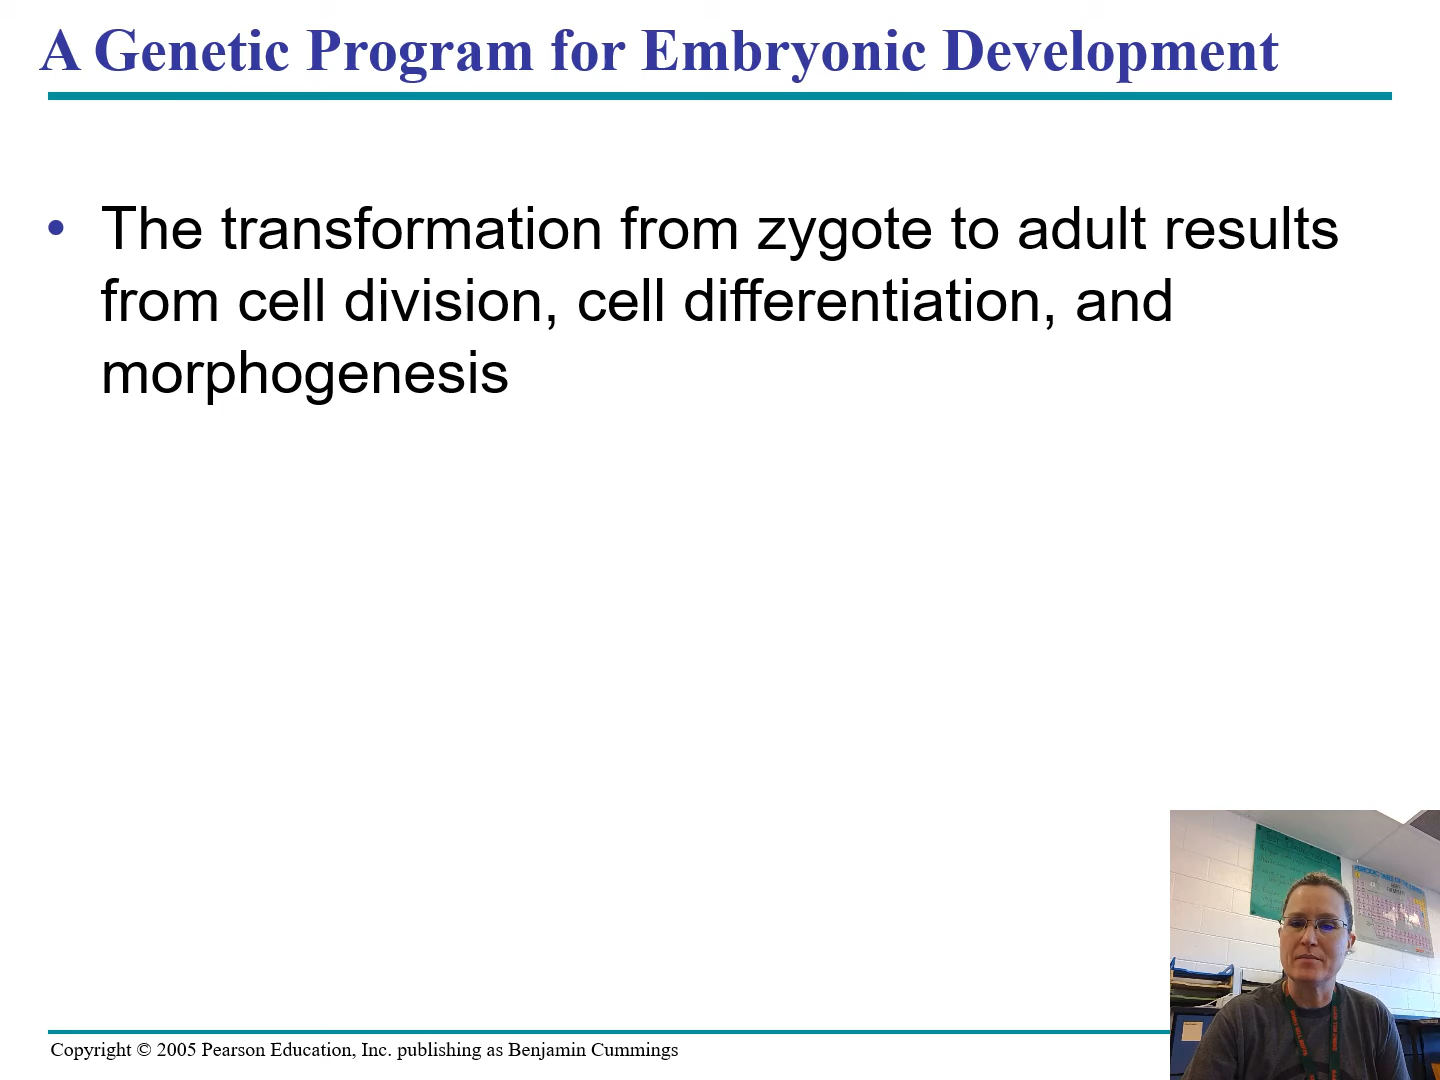 A Genetic Program for Embryonic Development
• The transformation from zygote to adult results
from cell division, cell differentiation, and
morphogenesis
Copyright © 2005 Pearson Education, Inc. publishing as Benjamin Cummings